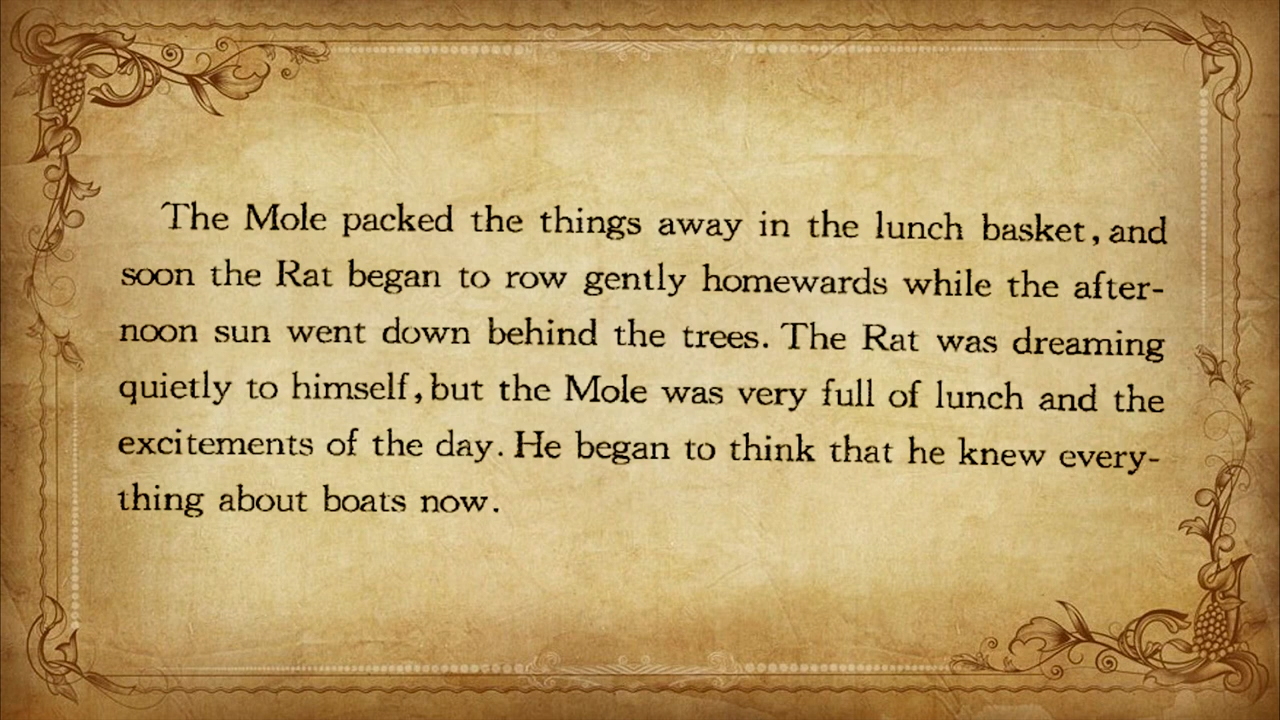 The Mole packed the things away in the lunch basket, and
soon the Rat began to row gently homewards while the after-
noon sun went down behind the trees. The Rat was dreaming
quietly to himself, but the Mole was very full of lunch and the
excitements of the day. He began to think that he knew every-
thing about boats now.